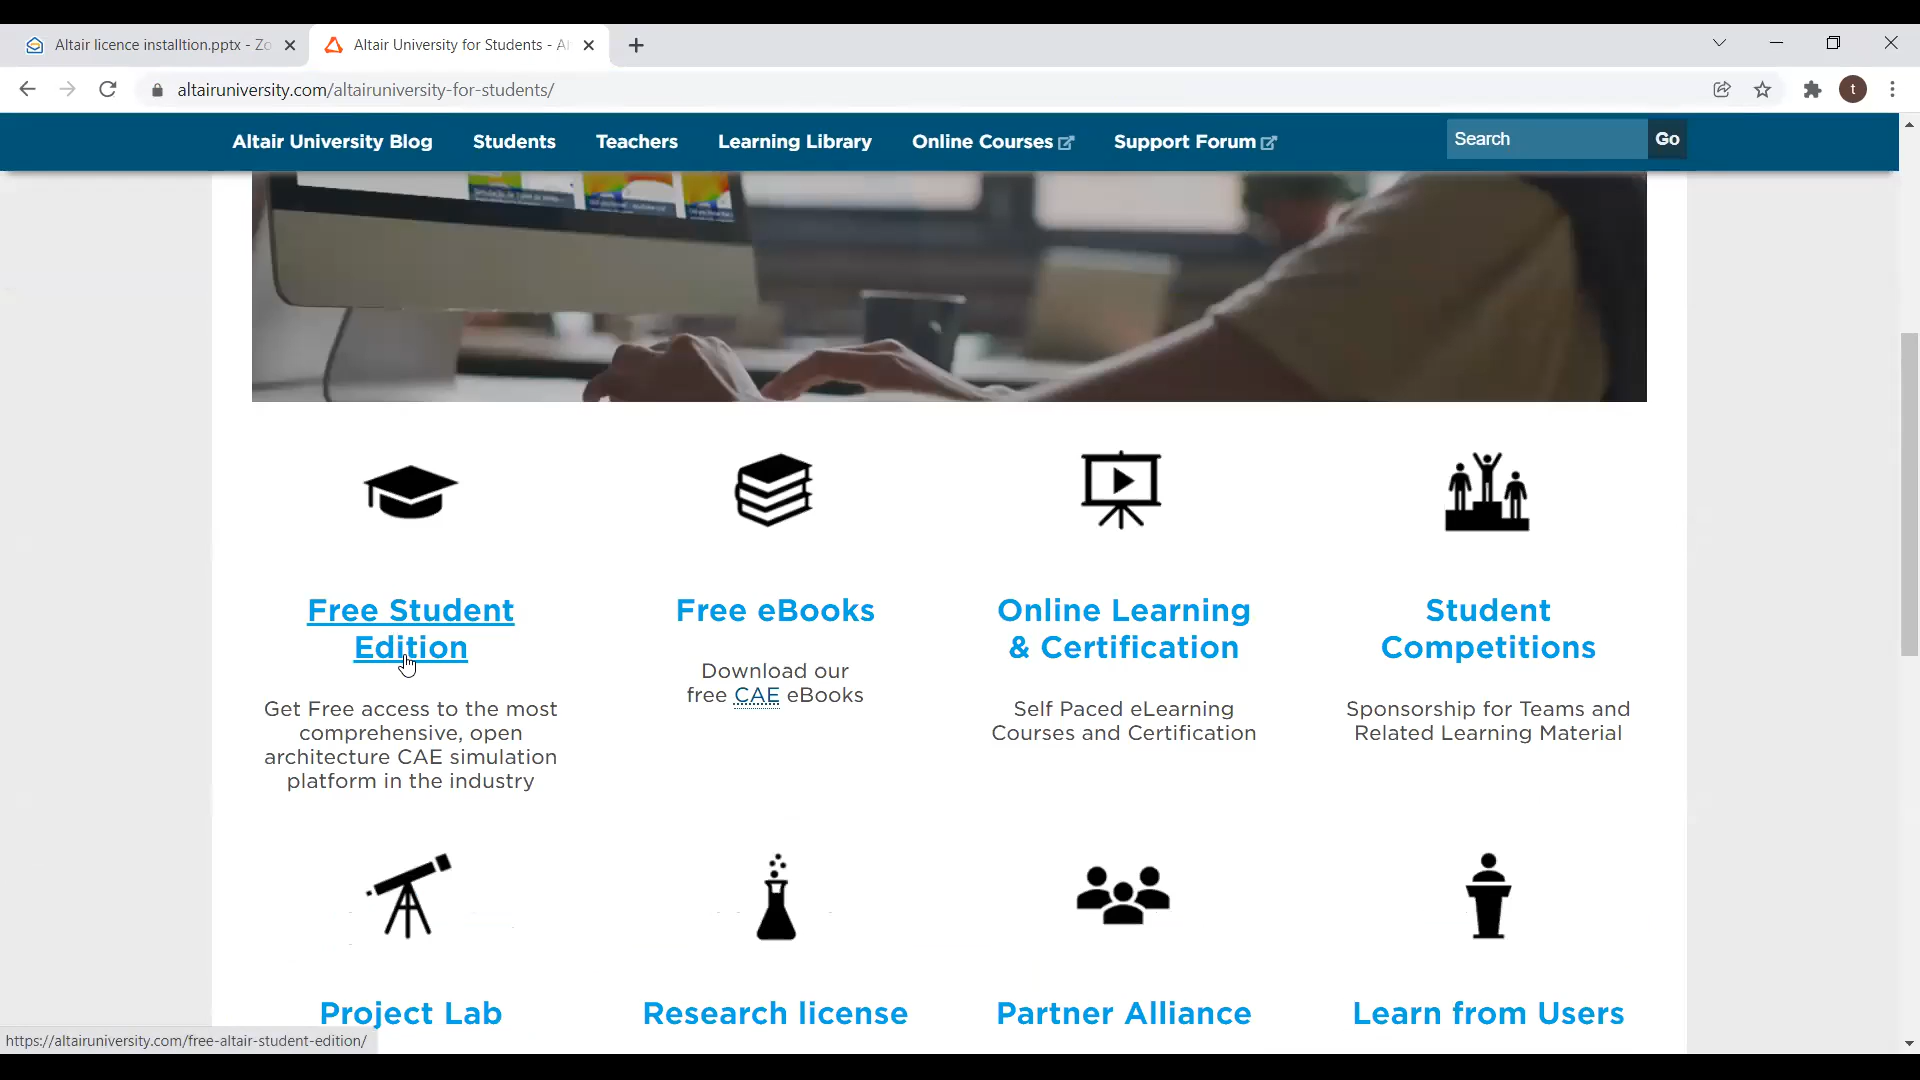 Altair licence installtion.pptx - Zo
Altair University for Students - Al
altairuniversity.com/altairuniversity-for-students/
t
Altair University Blog
Students
Teachers
Learning Library
Online Courses
Support Forum
Search
Go
Free Student
Edition
Get Free access to the most
comprehensive, open
architecture CAE simulation
platform in the industry
Free eBooks
Download our
free CAE eBooks
Online Learning
& Certification
Self Paced eLearning
Courses and Certification
Student
Competitions
Sponsorship for Teams and
Related Learning Material
Project Lab
Research license
Partner Alliance
Learn from Users
https://altairuniversity.com/free-altair-student-edition/